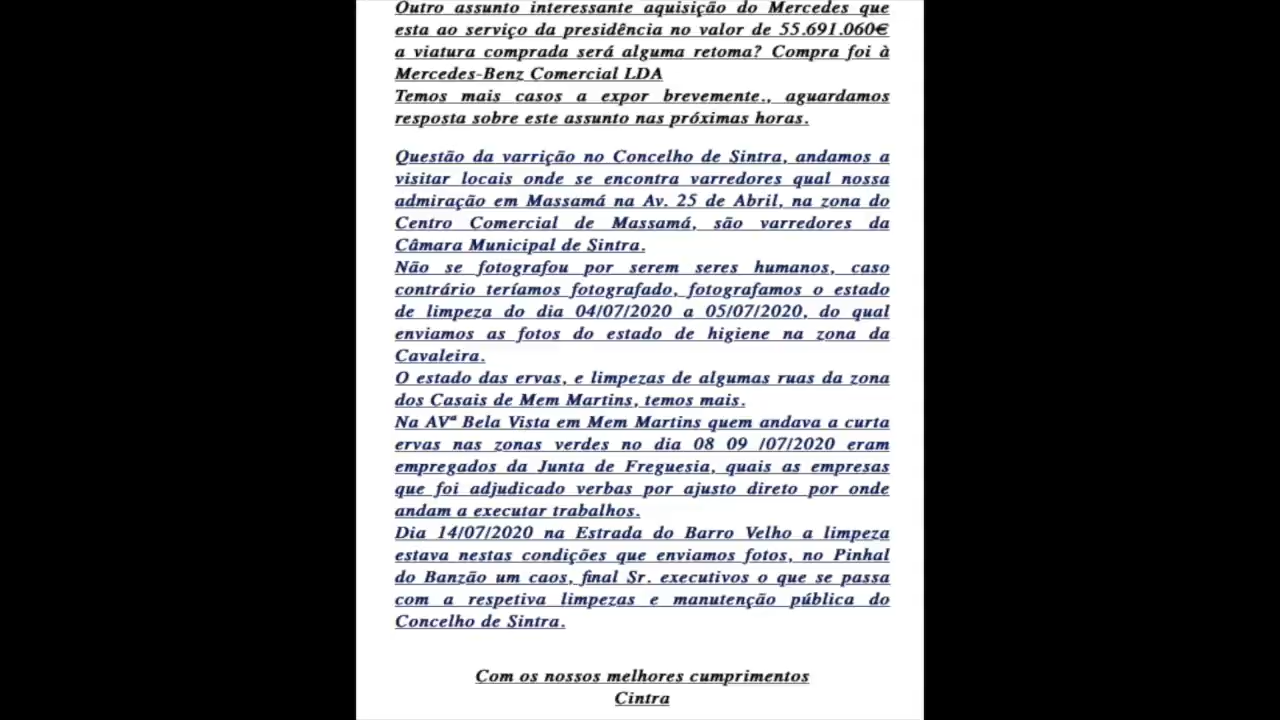 Outro assunto interessante aquisição do Mercedes que
esta ao serviço da presidência no valor de 55.691.060€
a viatura comprada será alguma retoma? Compra foi à
Mercedes-Benz Comercial LDA
Temos mais casos a expor brevemente., aguardamos
resposta sobre este assunto nas próximas horas.
Questão da varrição no Concelho de Sintra, andamos a
visitar locais onde se encontra varredores qual nossa
admiração em Massamá na Av. 25 de Abril, na zona do
Centro Comercial de Massamá, são varredores da
Câmara Municipal de Sintra.
Não se fotografou por serem seres humanos, caso
contrário teríamos fotografado, fotografamos o estado
de limpeza do dia 04/07/2020 a 05/07/2020, do qual
enviamos as fotos do estado de higiene na zona da
Cavaleira.
O estado das ervas, e limpezas de algumas ruas da zona
dos Casais de Mem Martins, temos mais.
Na AVª Bela Vista em Mem Martins quem andava a curta
ervas nas zonas verdes no dia 08 09 /07/2020 eram
empregados da Junta de Freguesia, quais as empresas
que foi adjudicado verbas por ajusto direto por onde
andam a executar trabalhos.
Dia 14/07/2020 na Estrada do Barro Velho a limpeza
estava nestas condições que enviamos fotos, no Pinhal
do Banzão um caos, final Sr. executivos o que se passa
com a respetiva limpezas e manutenção pública do
Concelho de Sintra.
Com os nossos melhores cumprimentos
Cintra